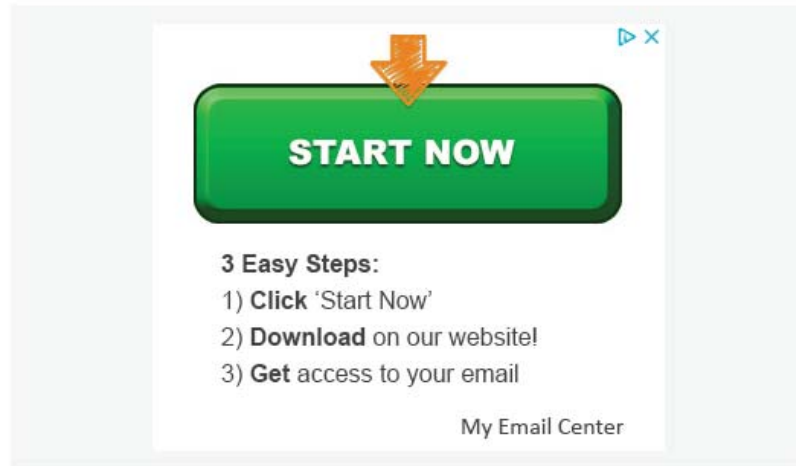 START NOW
3 Easy Steps:
1) Click ‘Start Now’
2) Download on our website!
3) Get access to your email
My Email Center